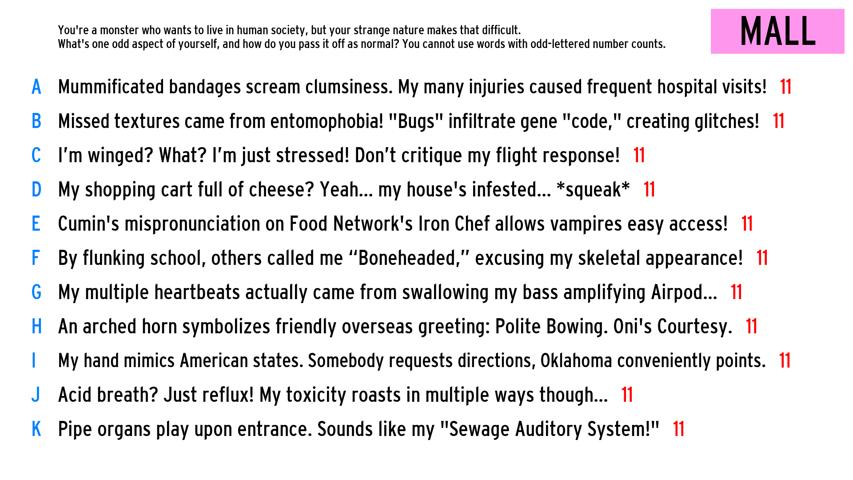 You're a monster who wants to live in human society, but your strange nature makes that difficult.
What's one odd aspect of yourself, and how do you pass it off as normal? You cannot use words with odd-lettered number counts.
MALL
A Mummificated bandages scream clumsiness. My many injuries caused frequent hospital visits! 11
B Missed textures came from entomophobia! "Bugs" infiltrate gene "code," creating glitches! 11
C I'm winged? What? I'm just stressed! Don't critique my flight response! 11
D My shopping cart full of cheese? Yeah... my house's infested... *squeak* 11
E Cumin's mispronunciation on Food Network's Iron Chef allows vampires easy access! 11
F By flunking school, others called me “Boneheaded,” excusing my skeletal appearance! 11
G My multiple heartbeats actually came from swallowing my bass amplifying Airpod... 11
H An arched horn symbolizes friendly overseas greeting: Polite Bowing. Oni's Courtesy. 11
I My hand mimics American states. Somebody requests directions, Oklahoma conveniently points. 11
J Acid breath? Just reflux! My toxicity roasts in multiple ways though... 11
K Pipe organs play upon entrance. Sounds like my "Sewage Auditory System!" 11